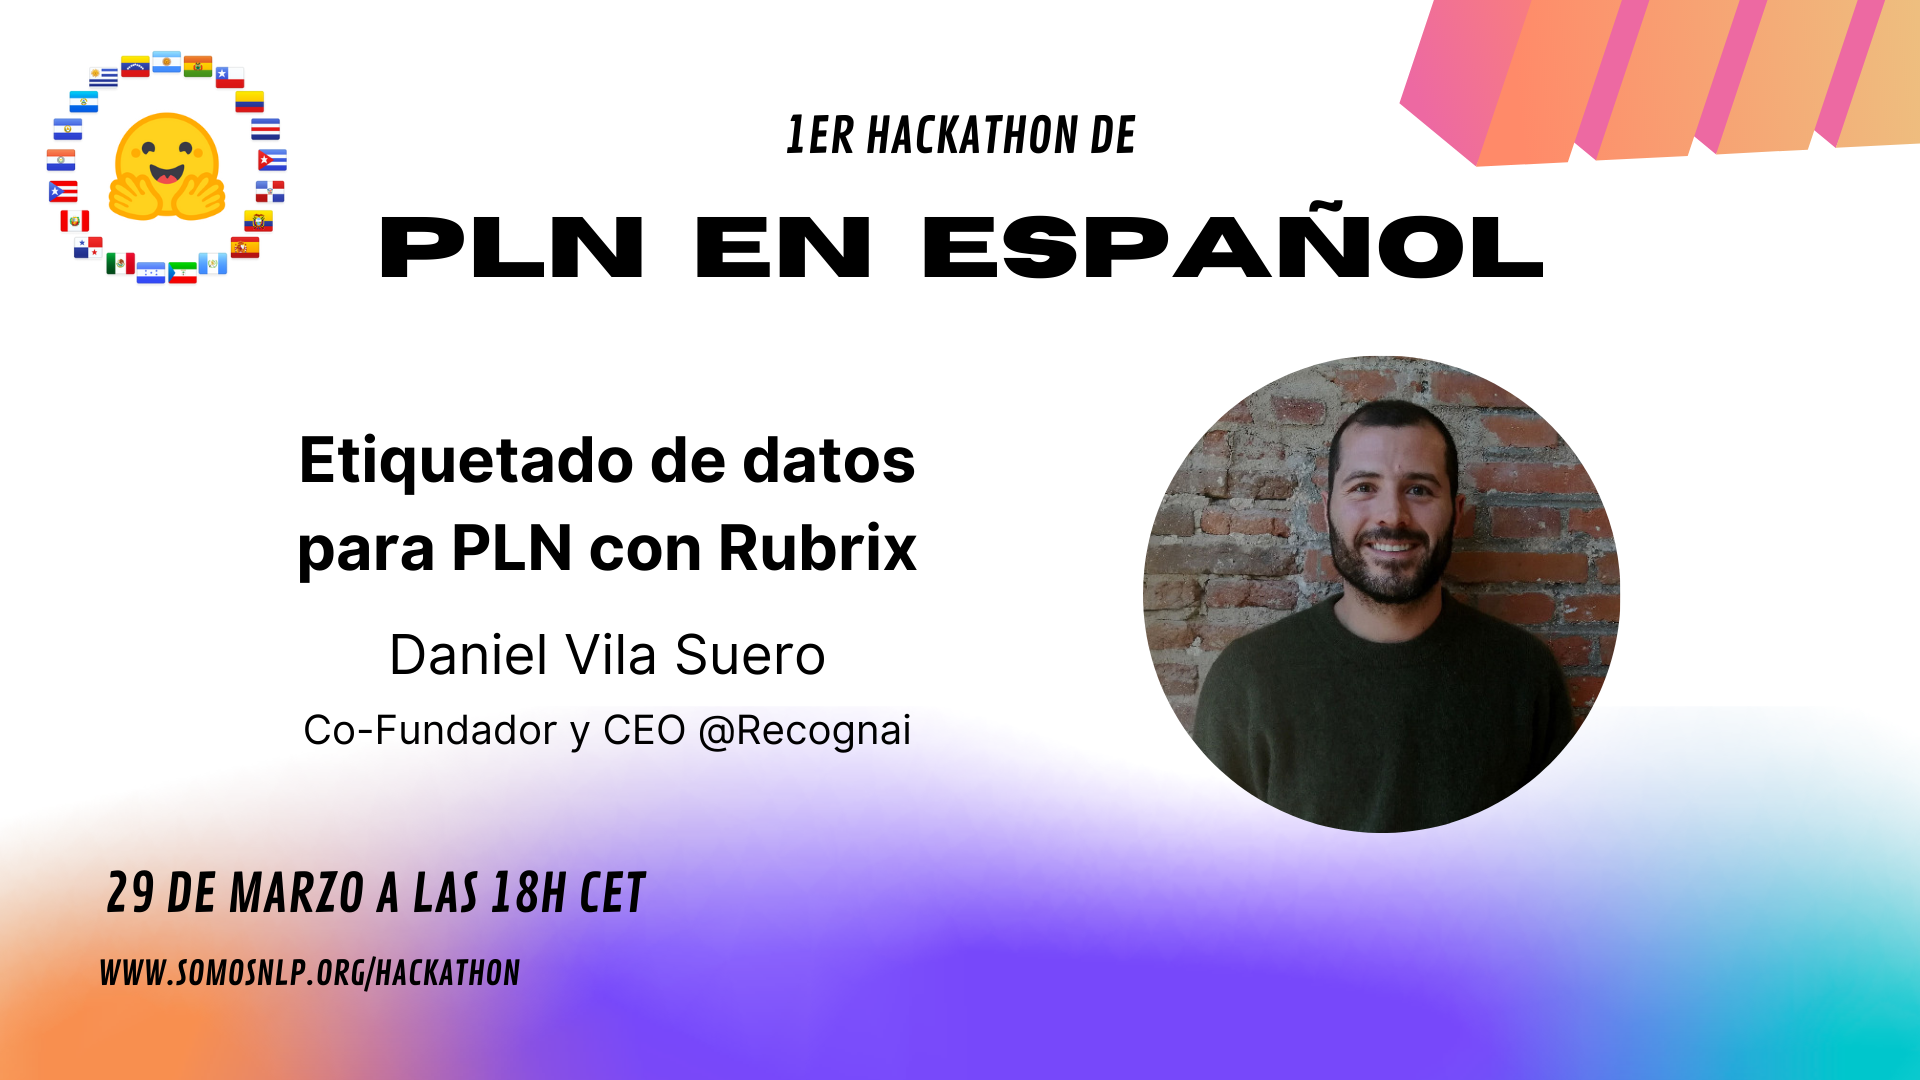 1ER HACKATHON DE
PLN EN ESPAÑOL
Etiquetado de datos
para PLN con Rubrix
Daniel Vila Suero
Co-Fundador y CEO @Recognai
29 DE MARZO A LAS 18H CET
WWW.SOMOSNLP.ORG/HACKATHON